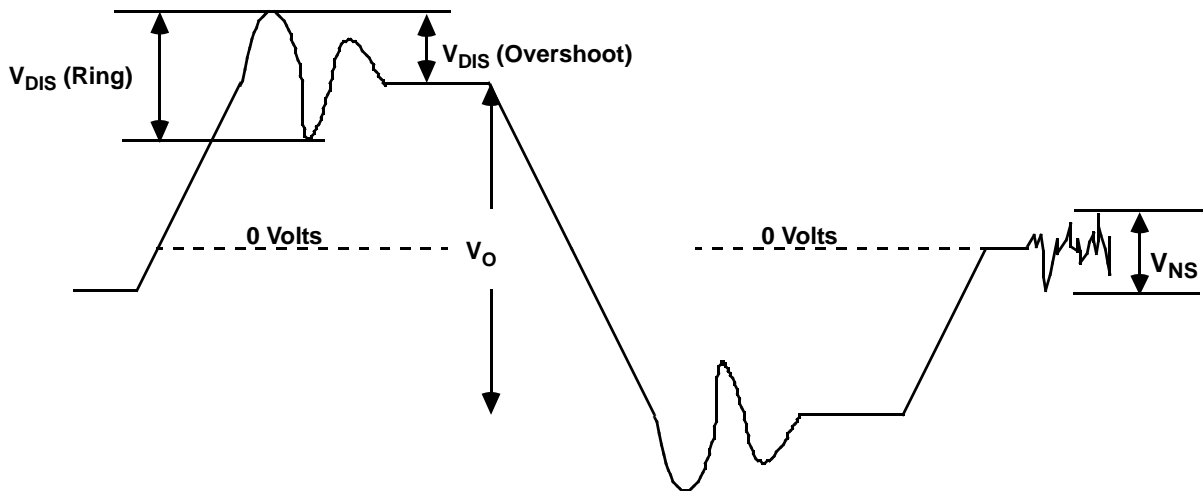 V_DIS (Ring)
V_DIS (Overshoot)
0 Volts
V_O
0 Volts
V_NS